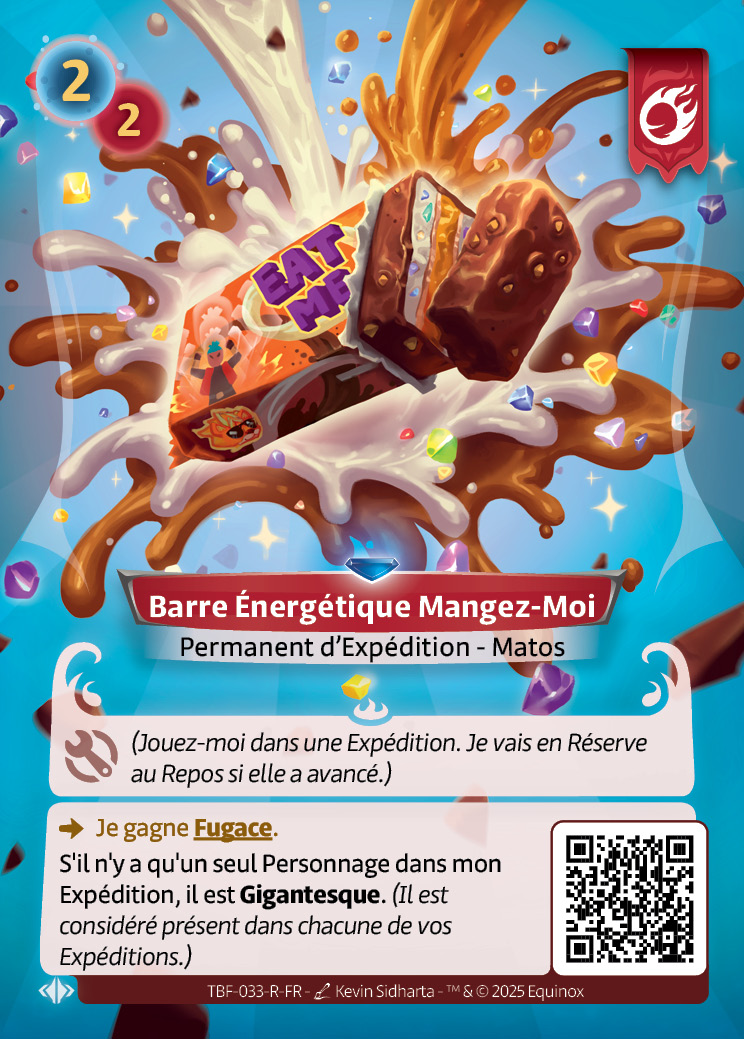 2
2
EAT
ME
Barre Énergétique Mangez-Moi
Permanent d’Expédition - Matos
(Jouez-moi dans une Expédition. Je vais en Réserve
au Repos si elle a avancé.)
Je gagne Fugace.
S'il n'y a qu'un seul Personnage dans mon
Expédition, il est Gigantesque. (Il est
considéré présent dans chacune de vos
Expéditions.)
TBF-033-R-FR - Kevin Sidharta - ™ & © 2025 Equinox